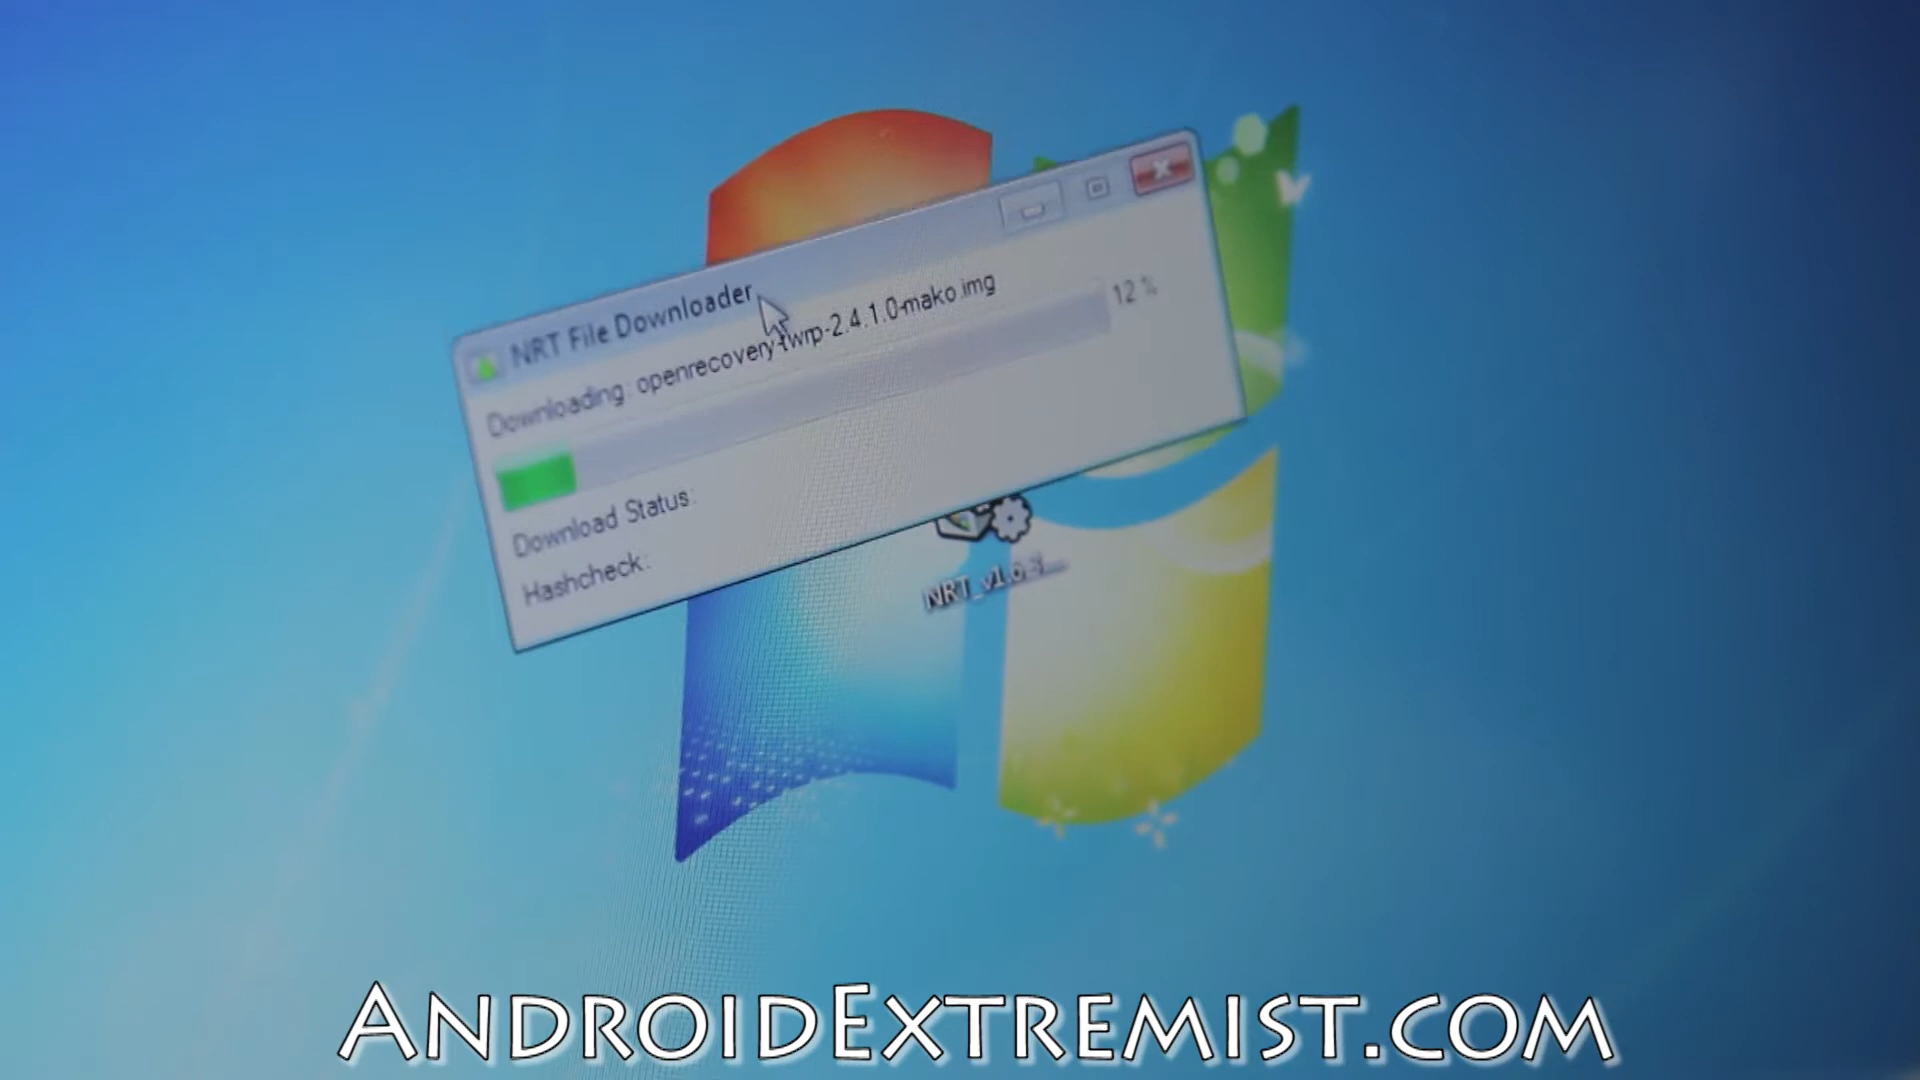 NRT File Downloader
Downloading: openrecovery-twrp-2.4.1.0-mako.img
12 %
Download Status:
Hashcheck:
AndroidExtremist.com